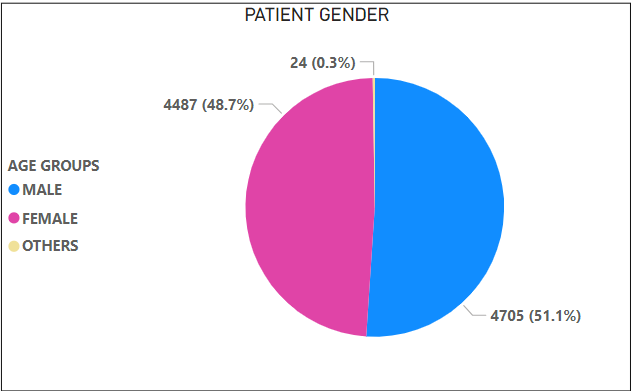 PATIENT GENDER
24 (0.3%)
4487 (48.7%)
AGE GROUPS
MALE
FEMALE
OTHERS
4705 (51.1%)